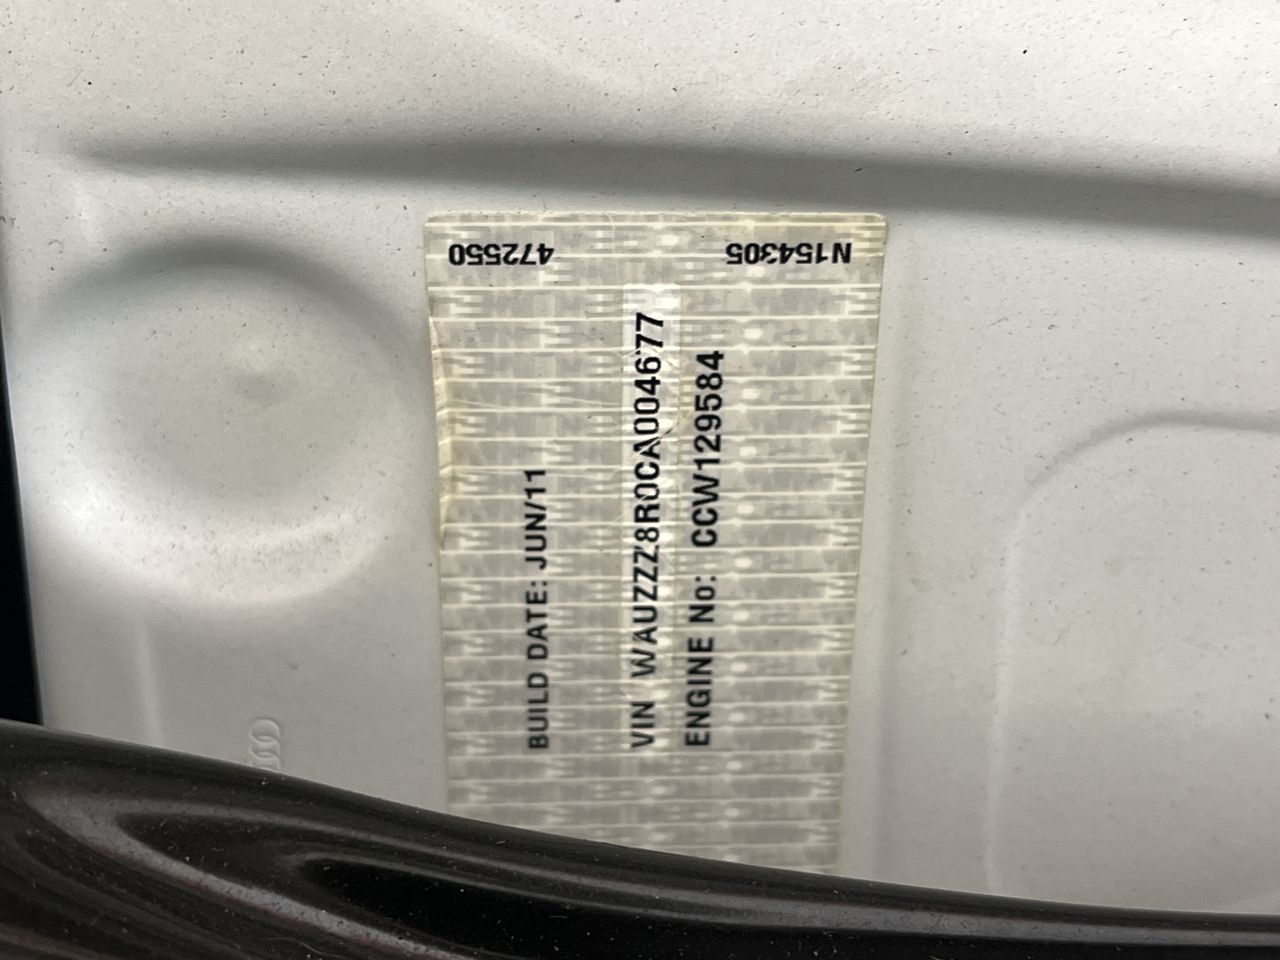 472550
N154305
BUILD DATE: JUN/11
VIN WAUZZZ8R0CA004677
ENGINE No: CCW129584